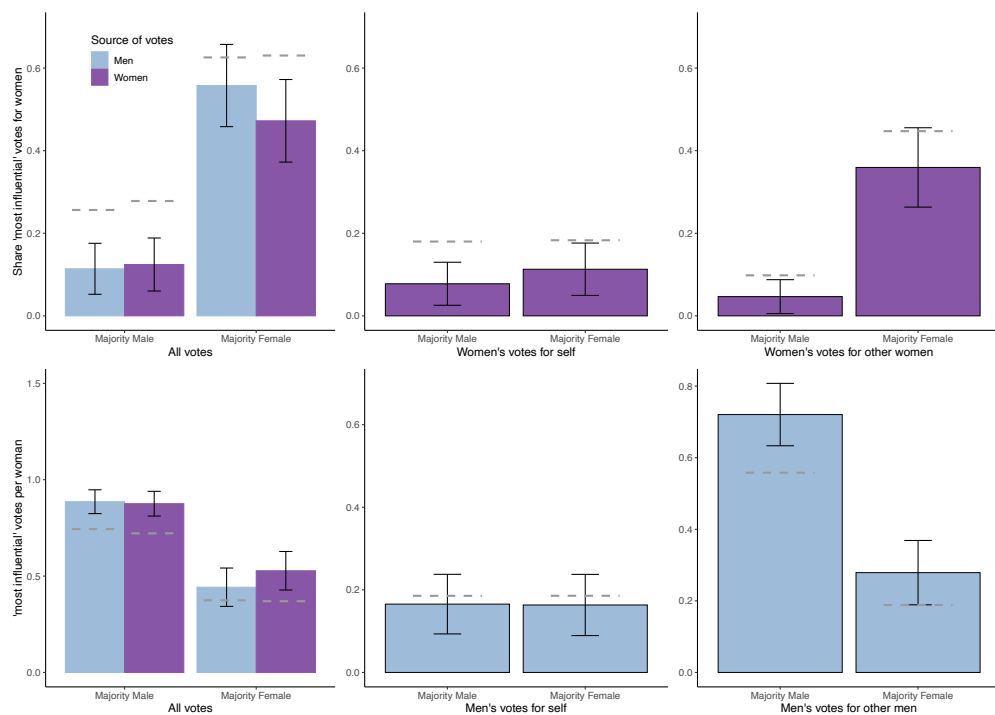 Share 'most influential' votes for women
Source of votes
Men
Women
0.6
0.4
0.2
0.0
Majority Male
Majority Female
All votes
0.6
0.4
0.2
0.0
Majority Male
Majority Female
Women's votes for self
0.6
0.4
0.2
0.0
Majority Male
Majority Female
Women's votes for other women
'most influential' votes per woman
1.5
1.0
0.5
0.0
Majority Male
Majority Female
All votes
0.6
0.4
0.2
0.0
Majority Male
Majority Female
Men's votes for self
0.8
0.6
0.4
0.2
0.0
Majority Male
Majority Female
Men's votes for other men